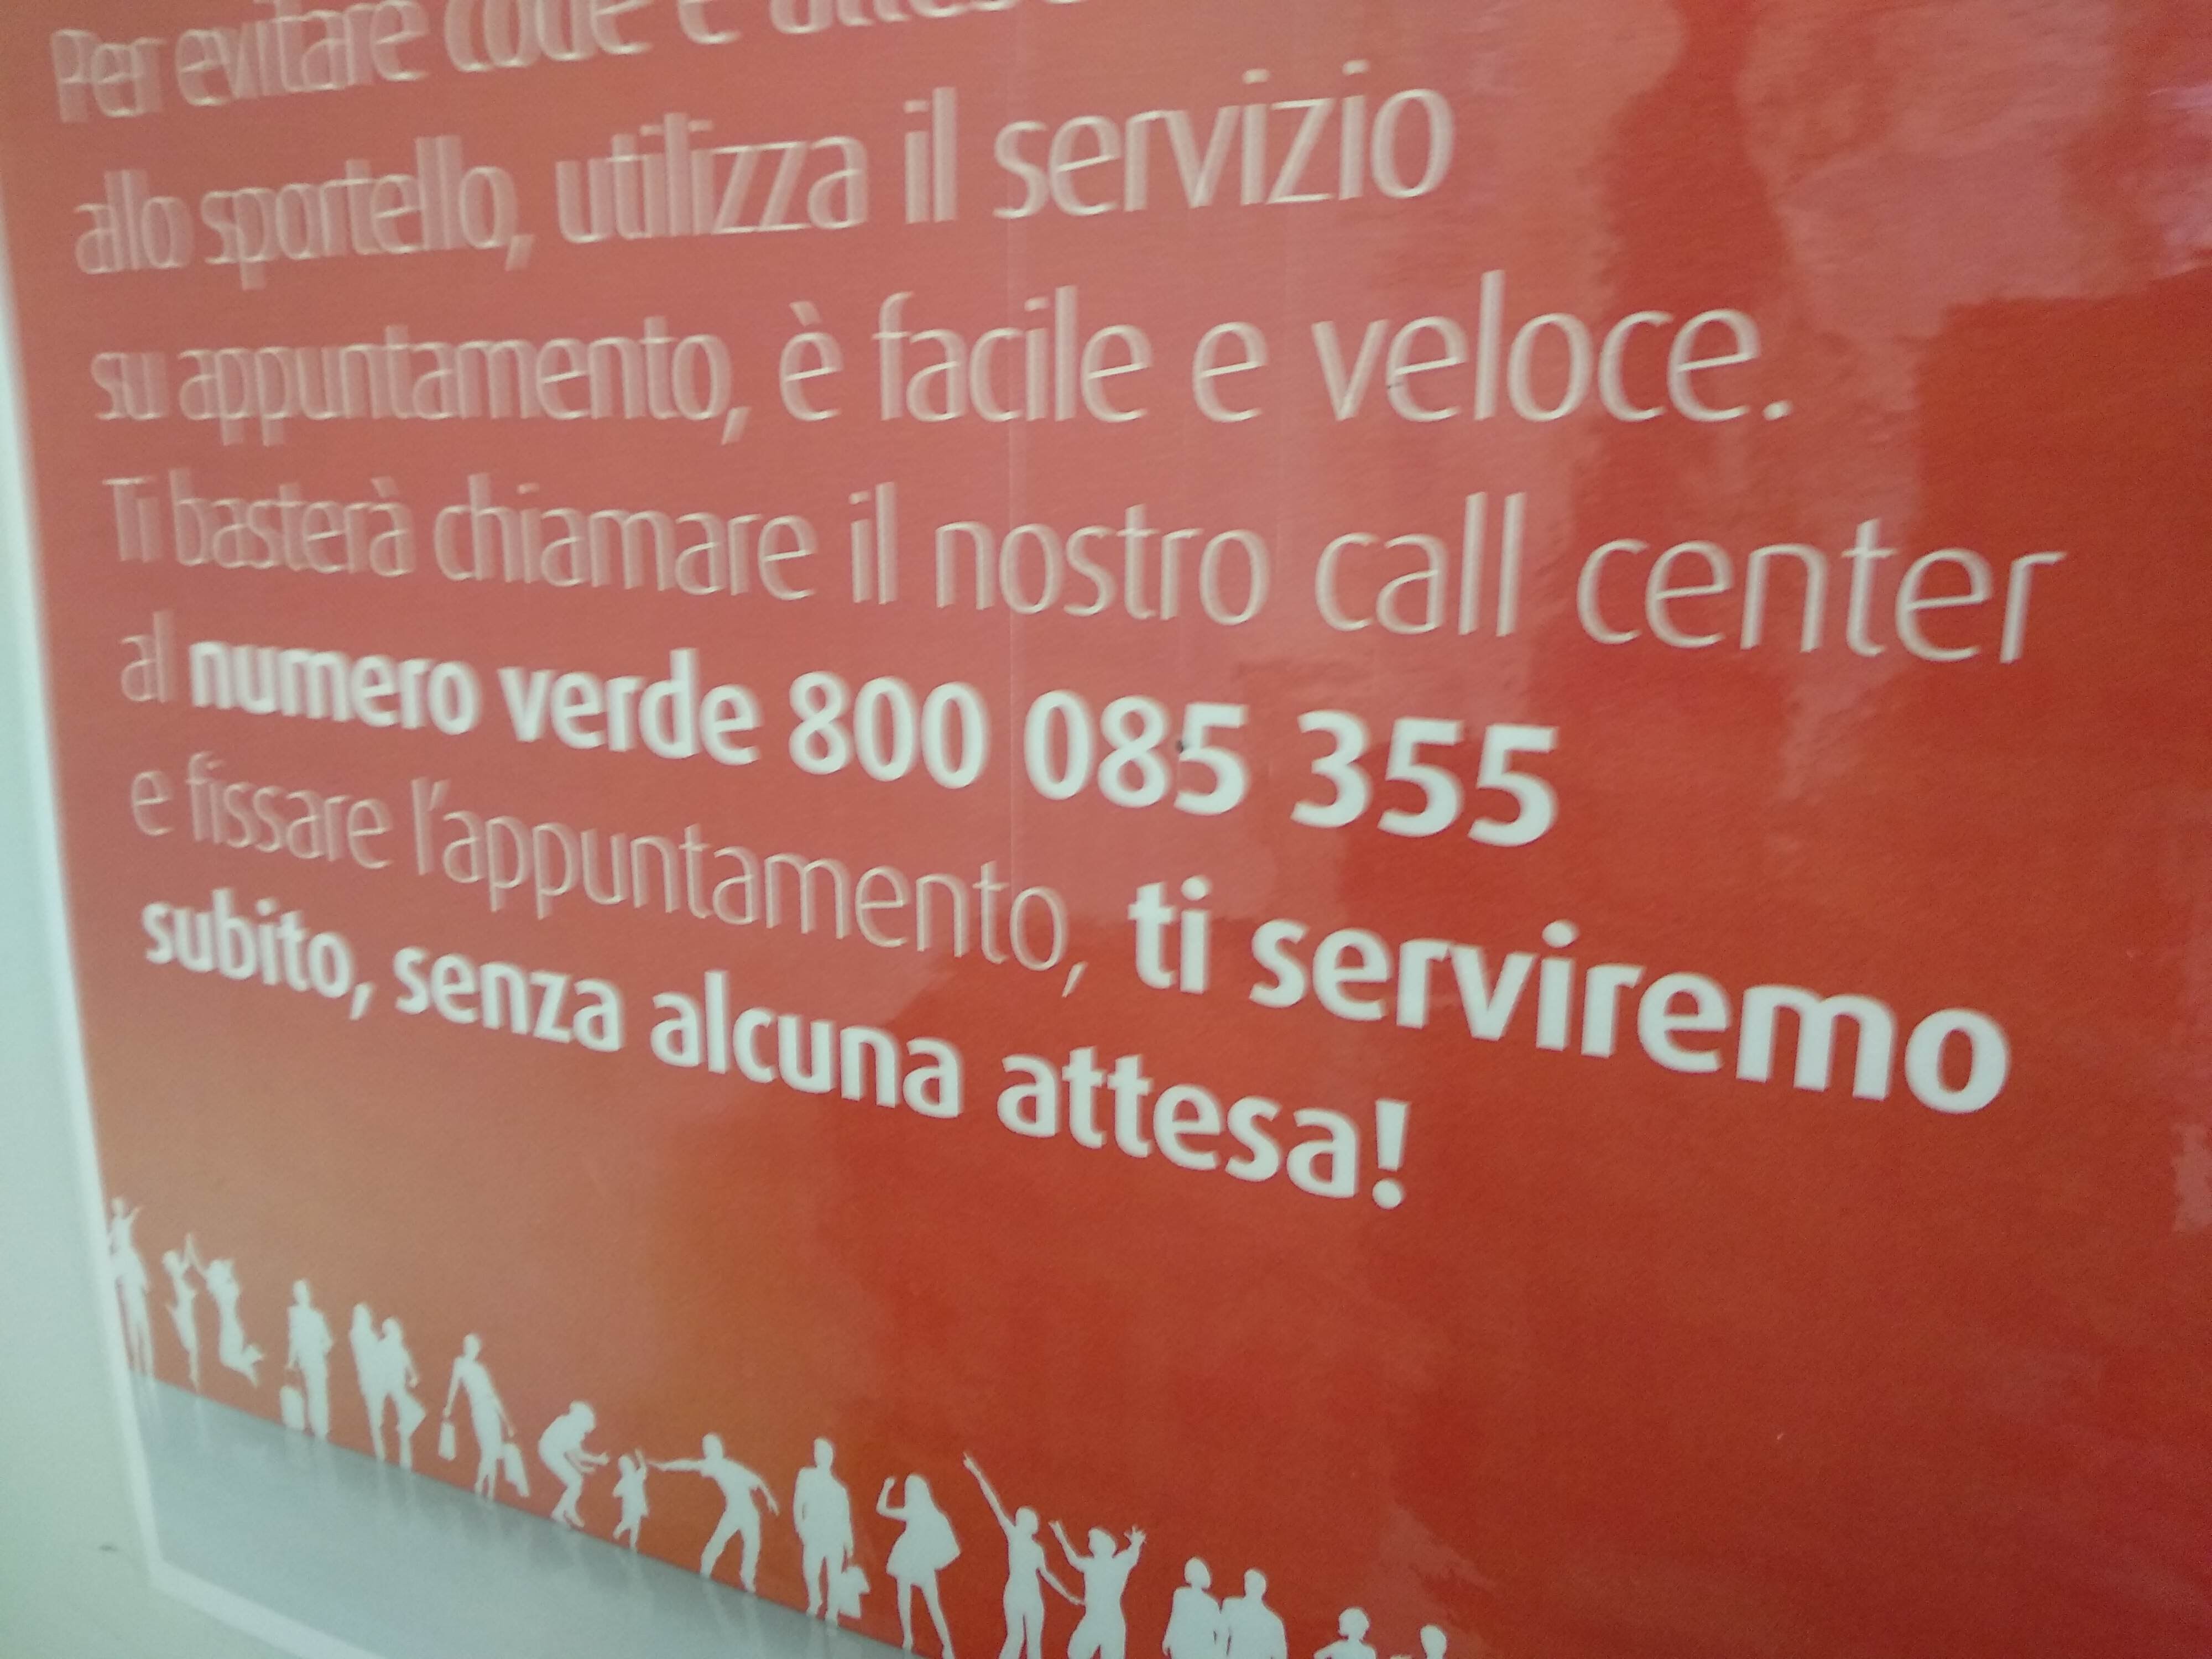 Per evitare code e attese
allo sportello, utilizza il servizio
su appuntamento, è facile e veloce.
Ti basterà chiamare il nostro call center
al numero verde 800 085 355
e fissare l'appuntamento, ti serviremo
subito, senza alcuna attesa!